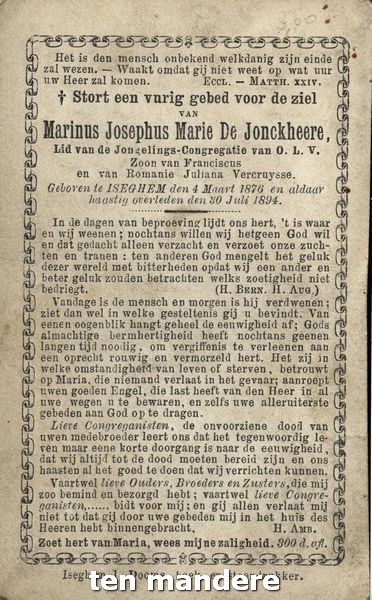 Het is den mensch onbekend welkdanig zijn einde
zal wezen. — Waakt omdat gij niet weet op wat uur
uw Heer zal komen. Eccl. — Matth. xxiv.
† Stort een vurig gebed voor de ziel
VAN
Marinus Josephus Marie De Jonckheere,
Lid van de Jongelings-Congregatie van O. L. V.
Zoon van Franciscus
en van Romanie Juliana Vercruysse.
Geboren te ISEGHEM den 4 Maart 1876 en aldaar
haastig overleden den 30 Juli 1894.
In de dagen van beproeving lijdt ons hert, 't is waar
en wij weenen; nochtans willen wij hetgeen God wil
en dat gedacht alleen verzacht en verzoet onze zuch-
ten en tranen: ten anderen God mengelt het geluk
dezer wereld met bitterheden opdat wij een ander en
beter geluk zouden betrachten welks zoetigheid niet
bedriegt. (H. Bern. H. Aug.)
Vandage is de mensch en morgen is hij verdwenen;
ziet dan wel in welke gesteltenis gij u bevindt. Van
eenen oogenblik hangt geheel de eeuwigheid af; Gods
almachtige bermhertigheid heeft nochtans geenen
langen tijd noodig, om vergiffenis te verleenen aan
een oprecht rouwig en vermorzeld hert. Het zij in
welke omstandigheid van leven of sterven, betrouwt
op Maria, die niemand verlaat in het gevaar; aanroept
uwen goeden Engel, die last heeft van den Heer in al
uwe wegen u te bewaren, en zelfs uwe alleruiterste
gebeden aan God op te dragen.
Lieve Congreganisten, de onvoorziene dood van
uwen medebroeder leert ons dat het tegenwoordig le-
ven maar eene korte doorgang is naar de eeuwigheid,
dat wij altijd tot de dood moeten bereid zijn en ons
haasten al het goed te doen dat wij verrichten kunnen.
Vaartwel lieve Ouders, Broeders en Zusters, die mij
zoo bemind en bezorgd hebt; vaartwel lieve Congre-
ganisten,...... bidt voor mij; en gij allen verlaat mij
niet tot dat gij door uwe gebeden mij in het huis des
Heeren hebt binnengebracht. H. Amb.
Zoet hert van Maria, wees mijne zaligheid. 300 d. afl.
ten mandere